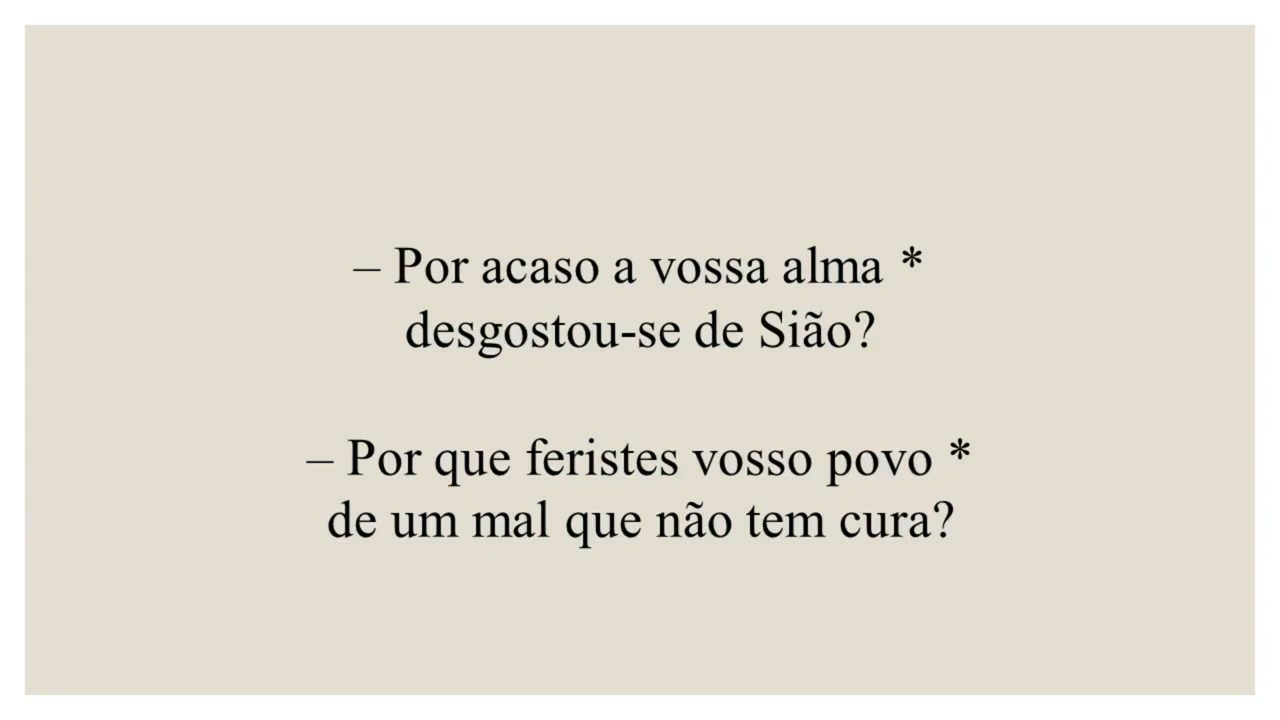 – Por acaso a vossa alma *
desgostou-se de Sião?
– Por que feristes vosso povo *
de um mal que não tem cura?